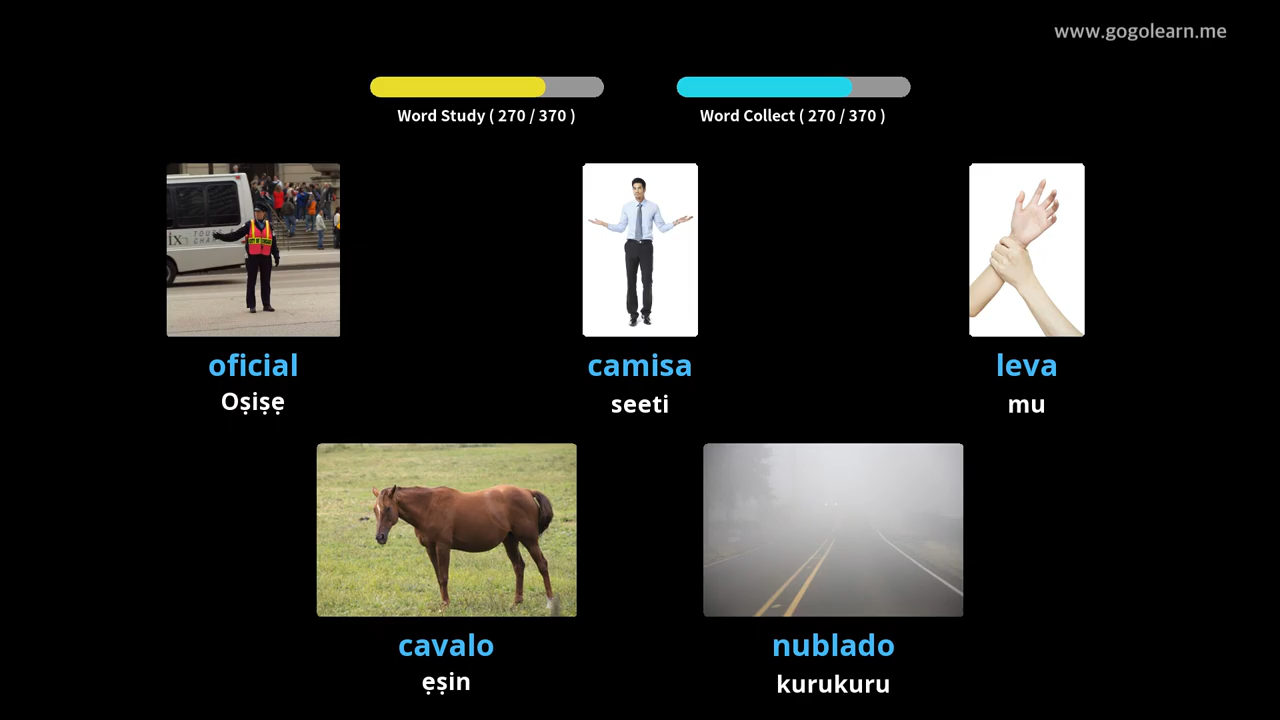 www.gogolearn.me
Word Study ( 270 / 370 )
Word Collect ( 270 / 370 )
oficial
Oṣiṣẹ
camisa
seeti
leva
mu
cavalo
ẹṣin
nublado
kurukuru